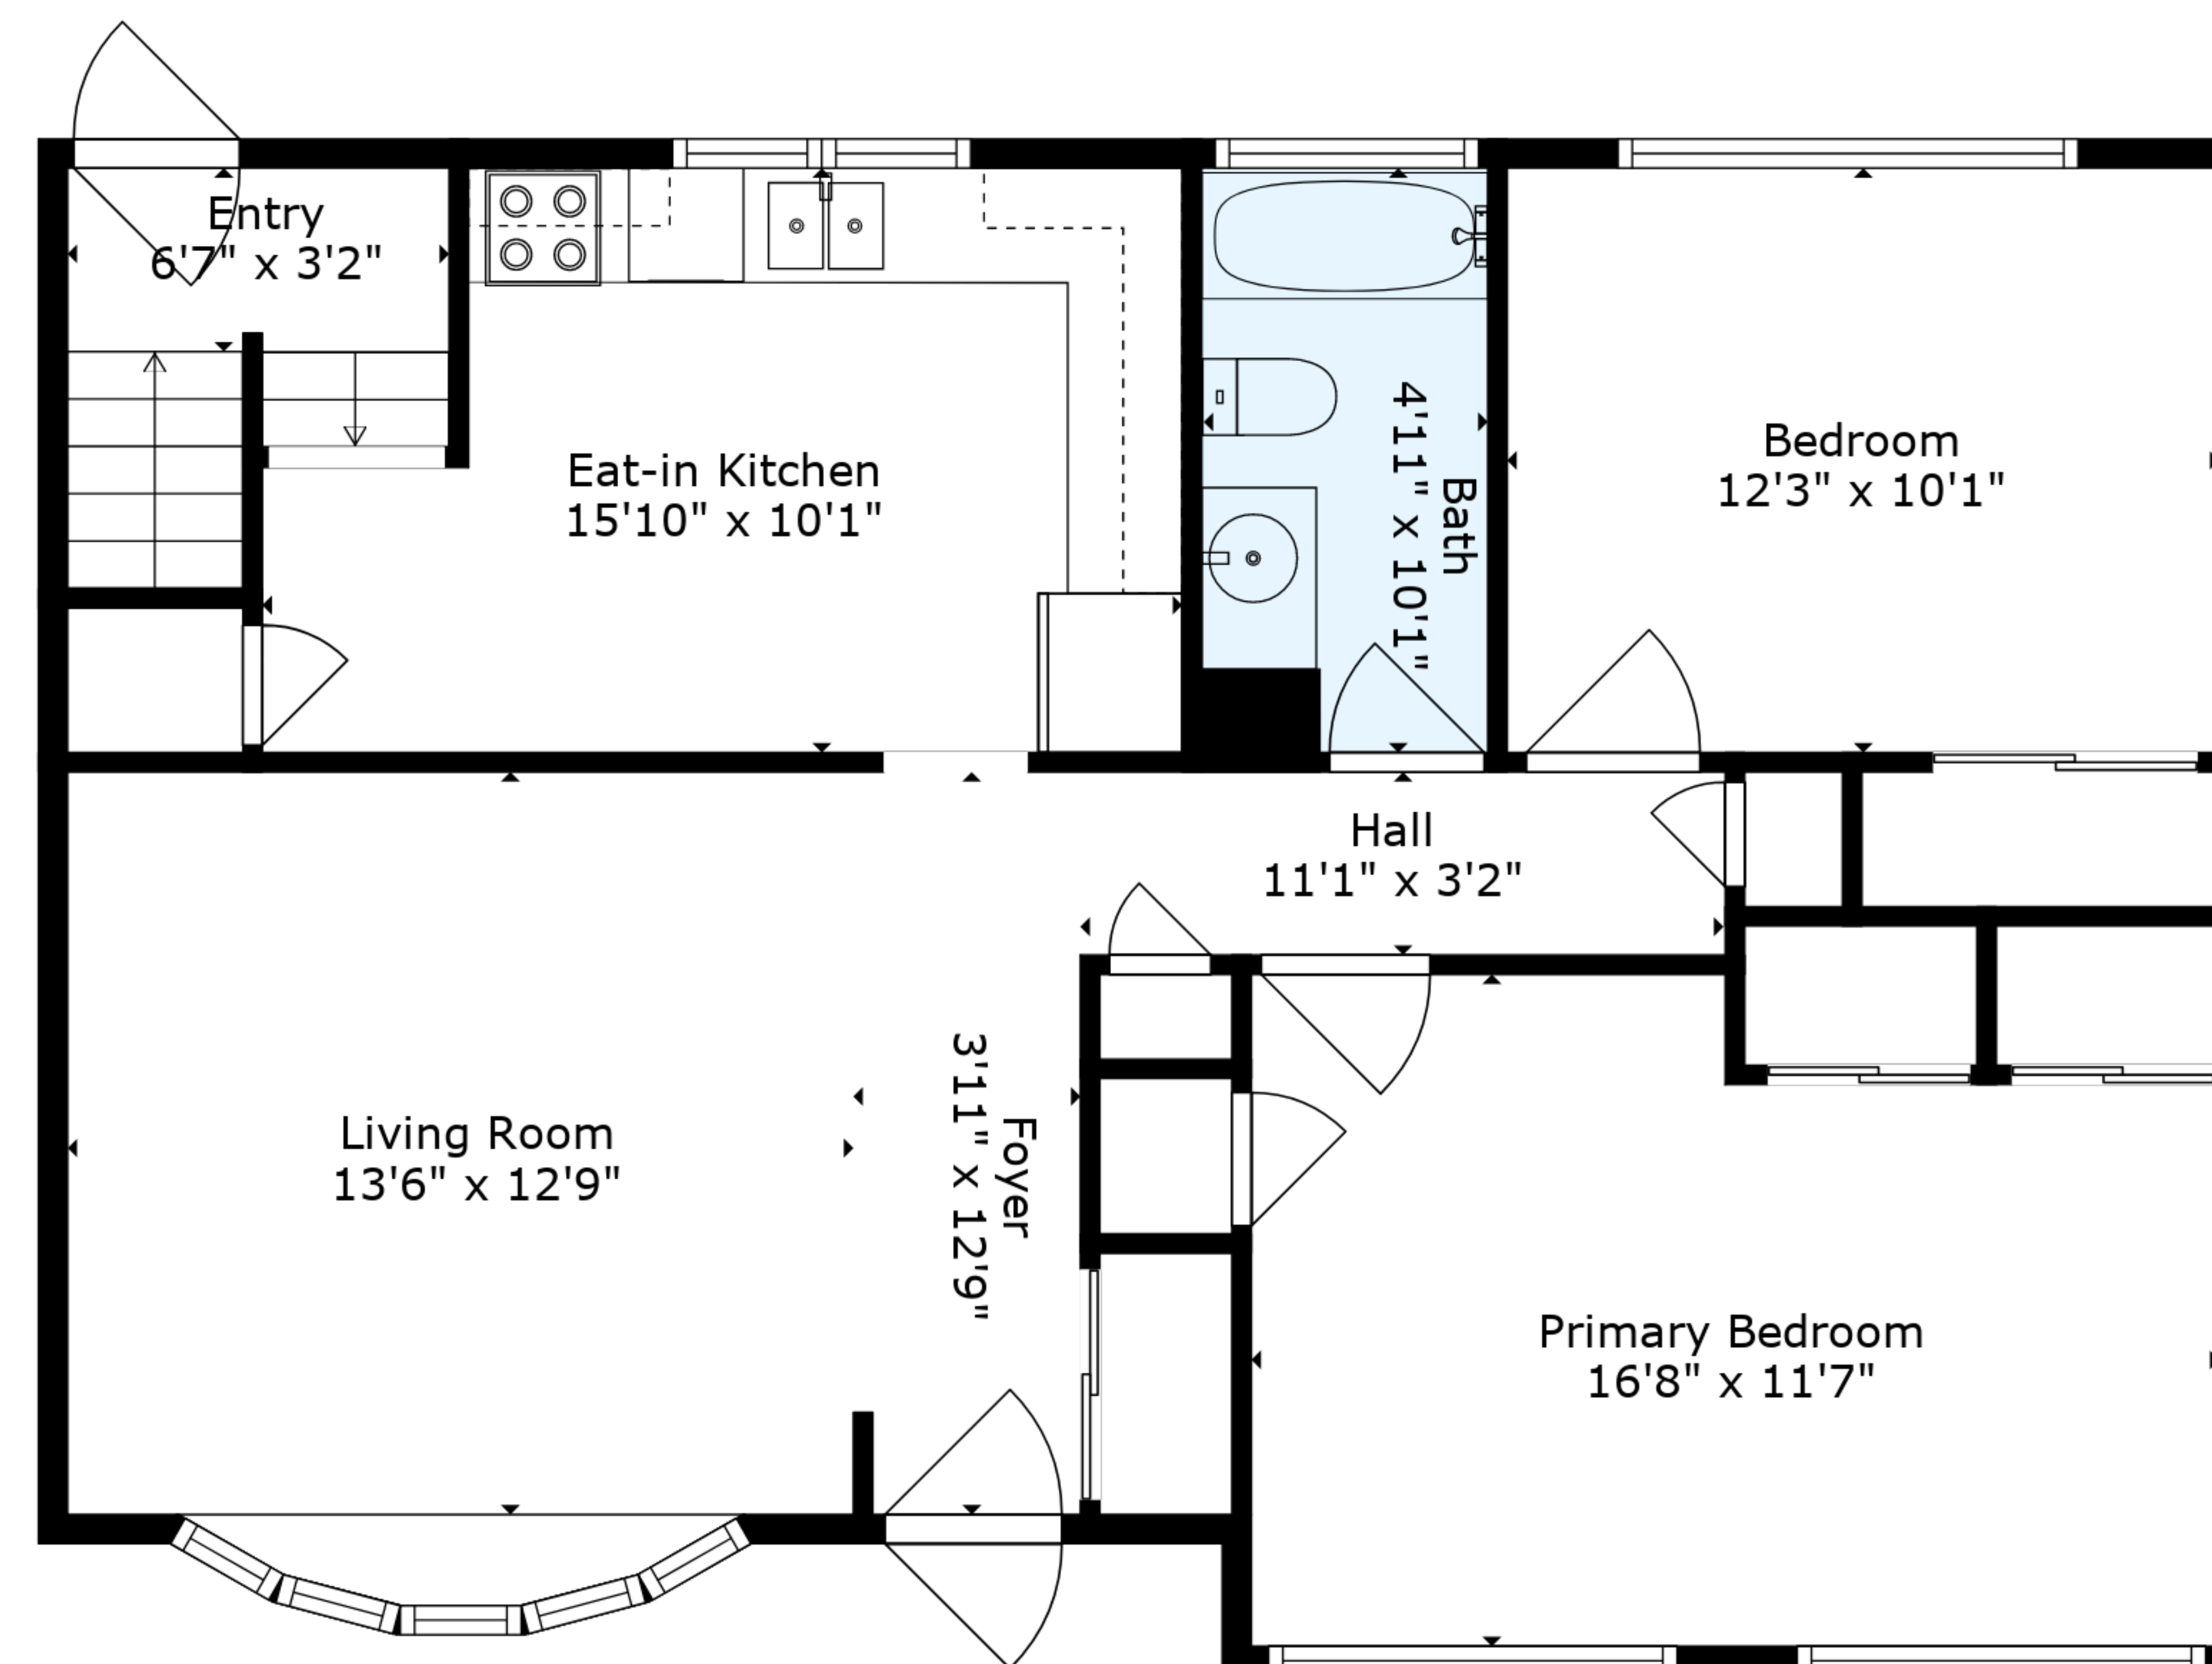 Entry
6'7" x 3'2"
Eat-in Kitchen
15'10" x 10'1"
Bath
4'11" x 10'1"
Bedroom
12'3" x 10'1"
Hall
11'1" x 3'2"
Living Room
13'6" x 12'9"
Foyer
3'11" x 12'9"
Primary Bedroom
16'8" x 11'7"